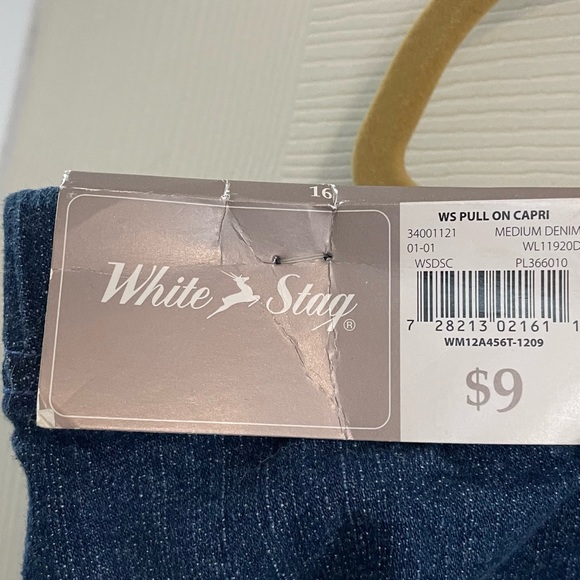 16
White Stag®
WS PULL ON CAPRI
34001121 MEDIUM DENIM
01-01 WL11920D
WSDSC PL366010
7 28213 02161 1
WM12A456T-1209
$9